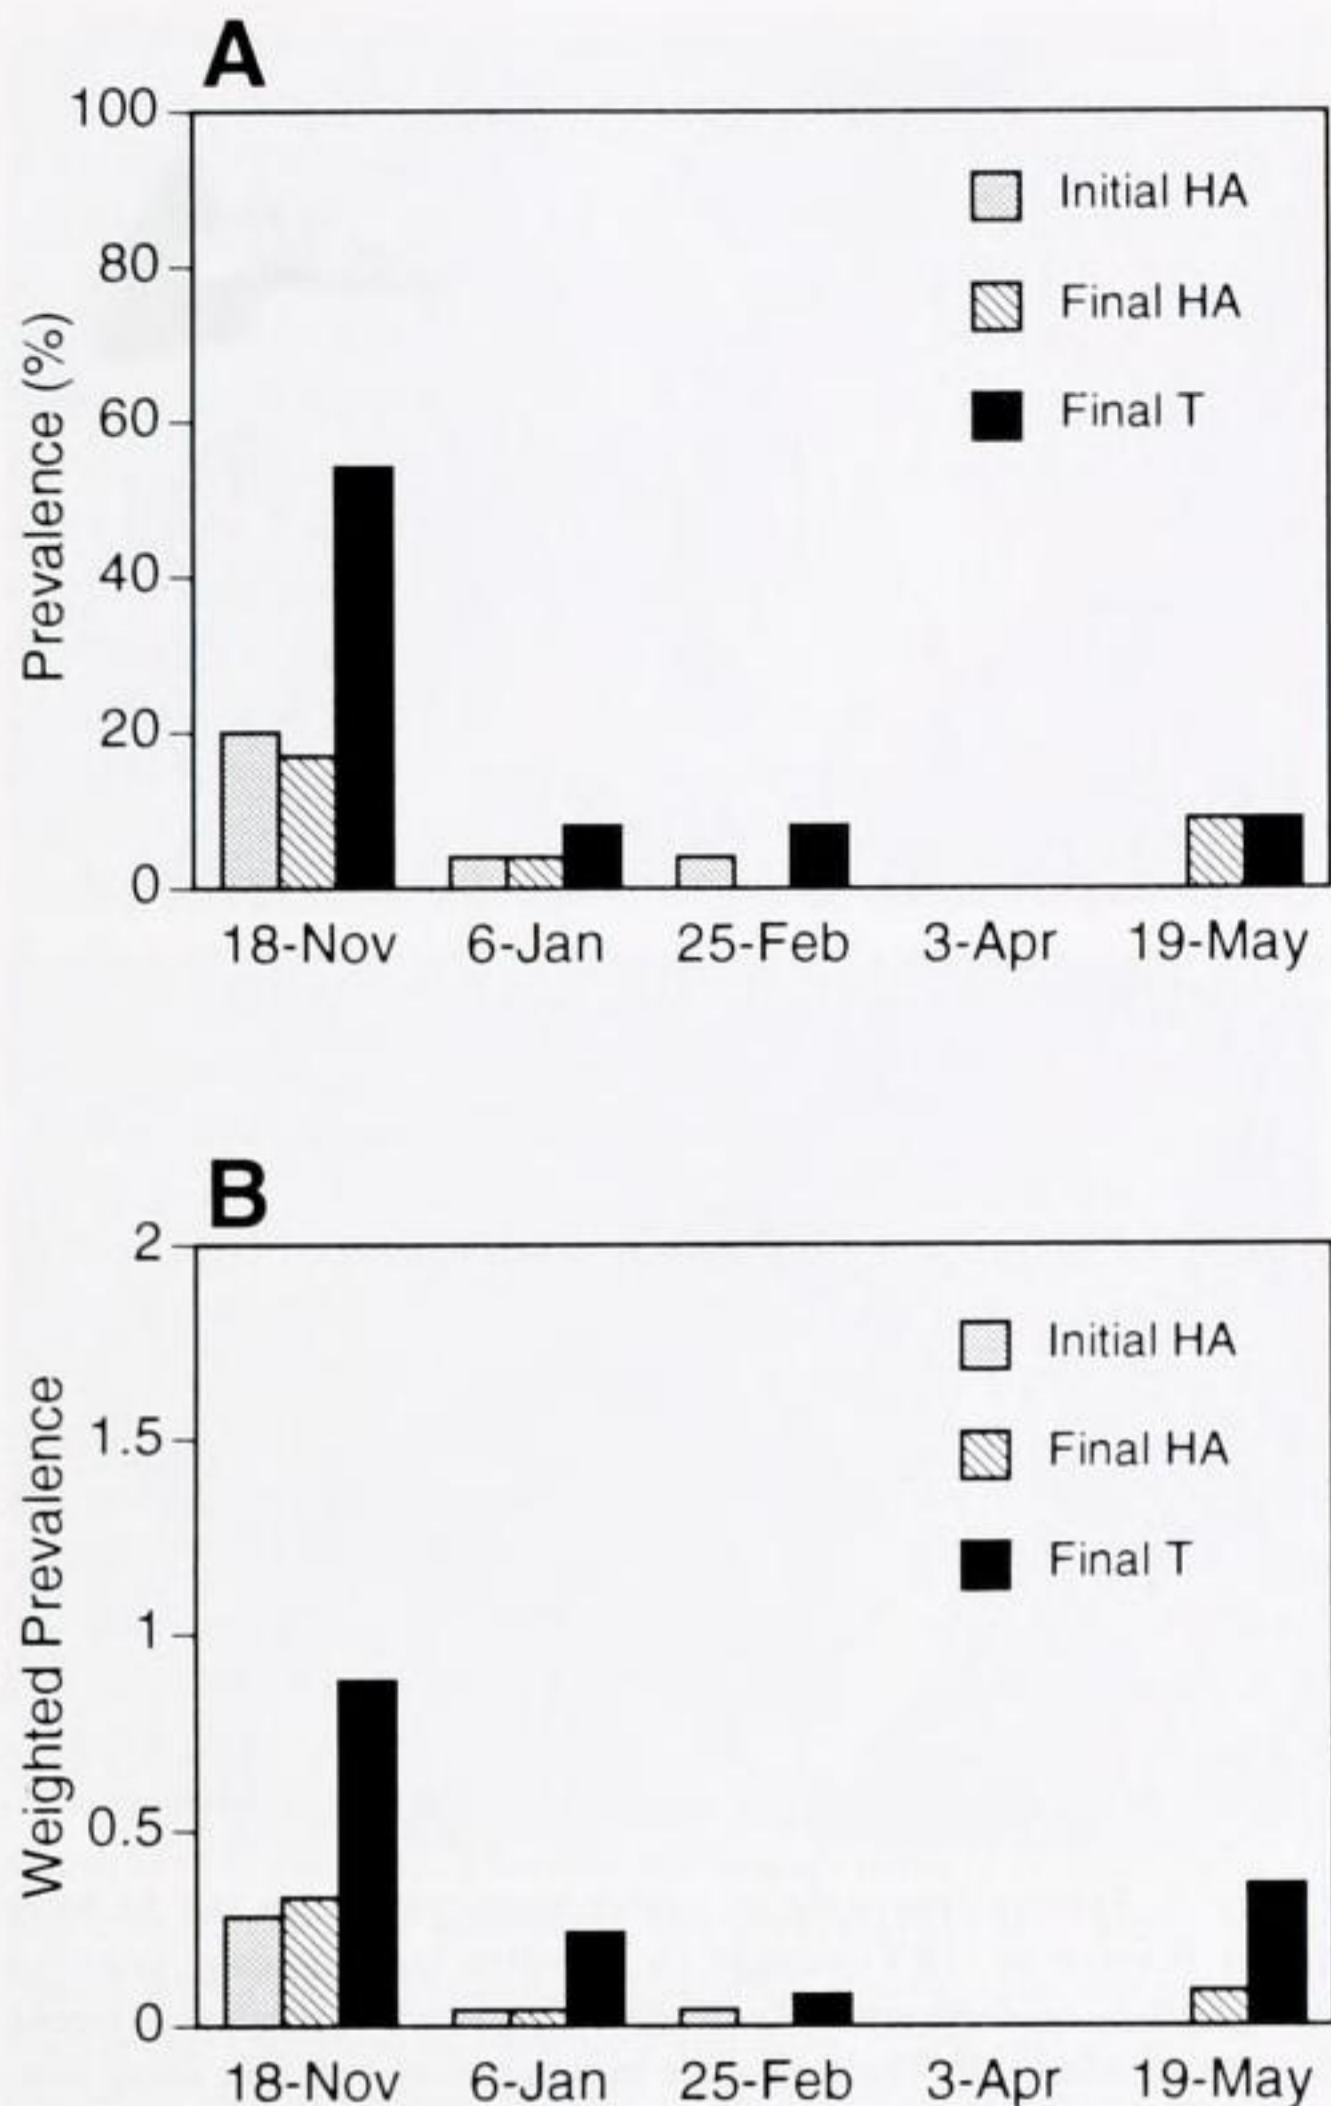 A
100
80
60
40
20
0
Prevalence (%)
Initial HA
Final HA
Final T
18-Nov 6-Jan 25-Feb 3-Apr 19-May
B
2
1.5
1
0.5
0
Weighted Prevalence
Initial HA
Final HA
Final T
18-Nov 6-Jan 25-Feb 3-Apr 19-May